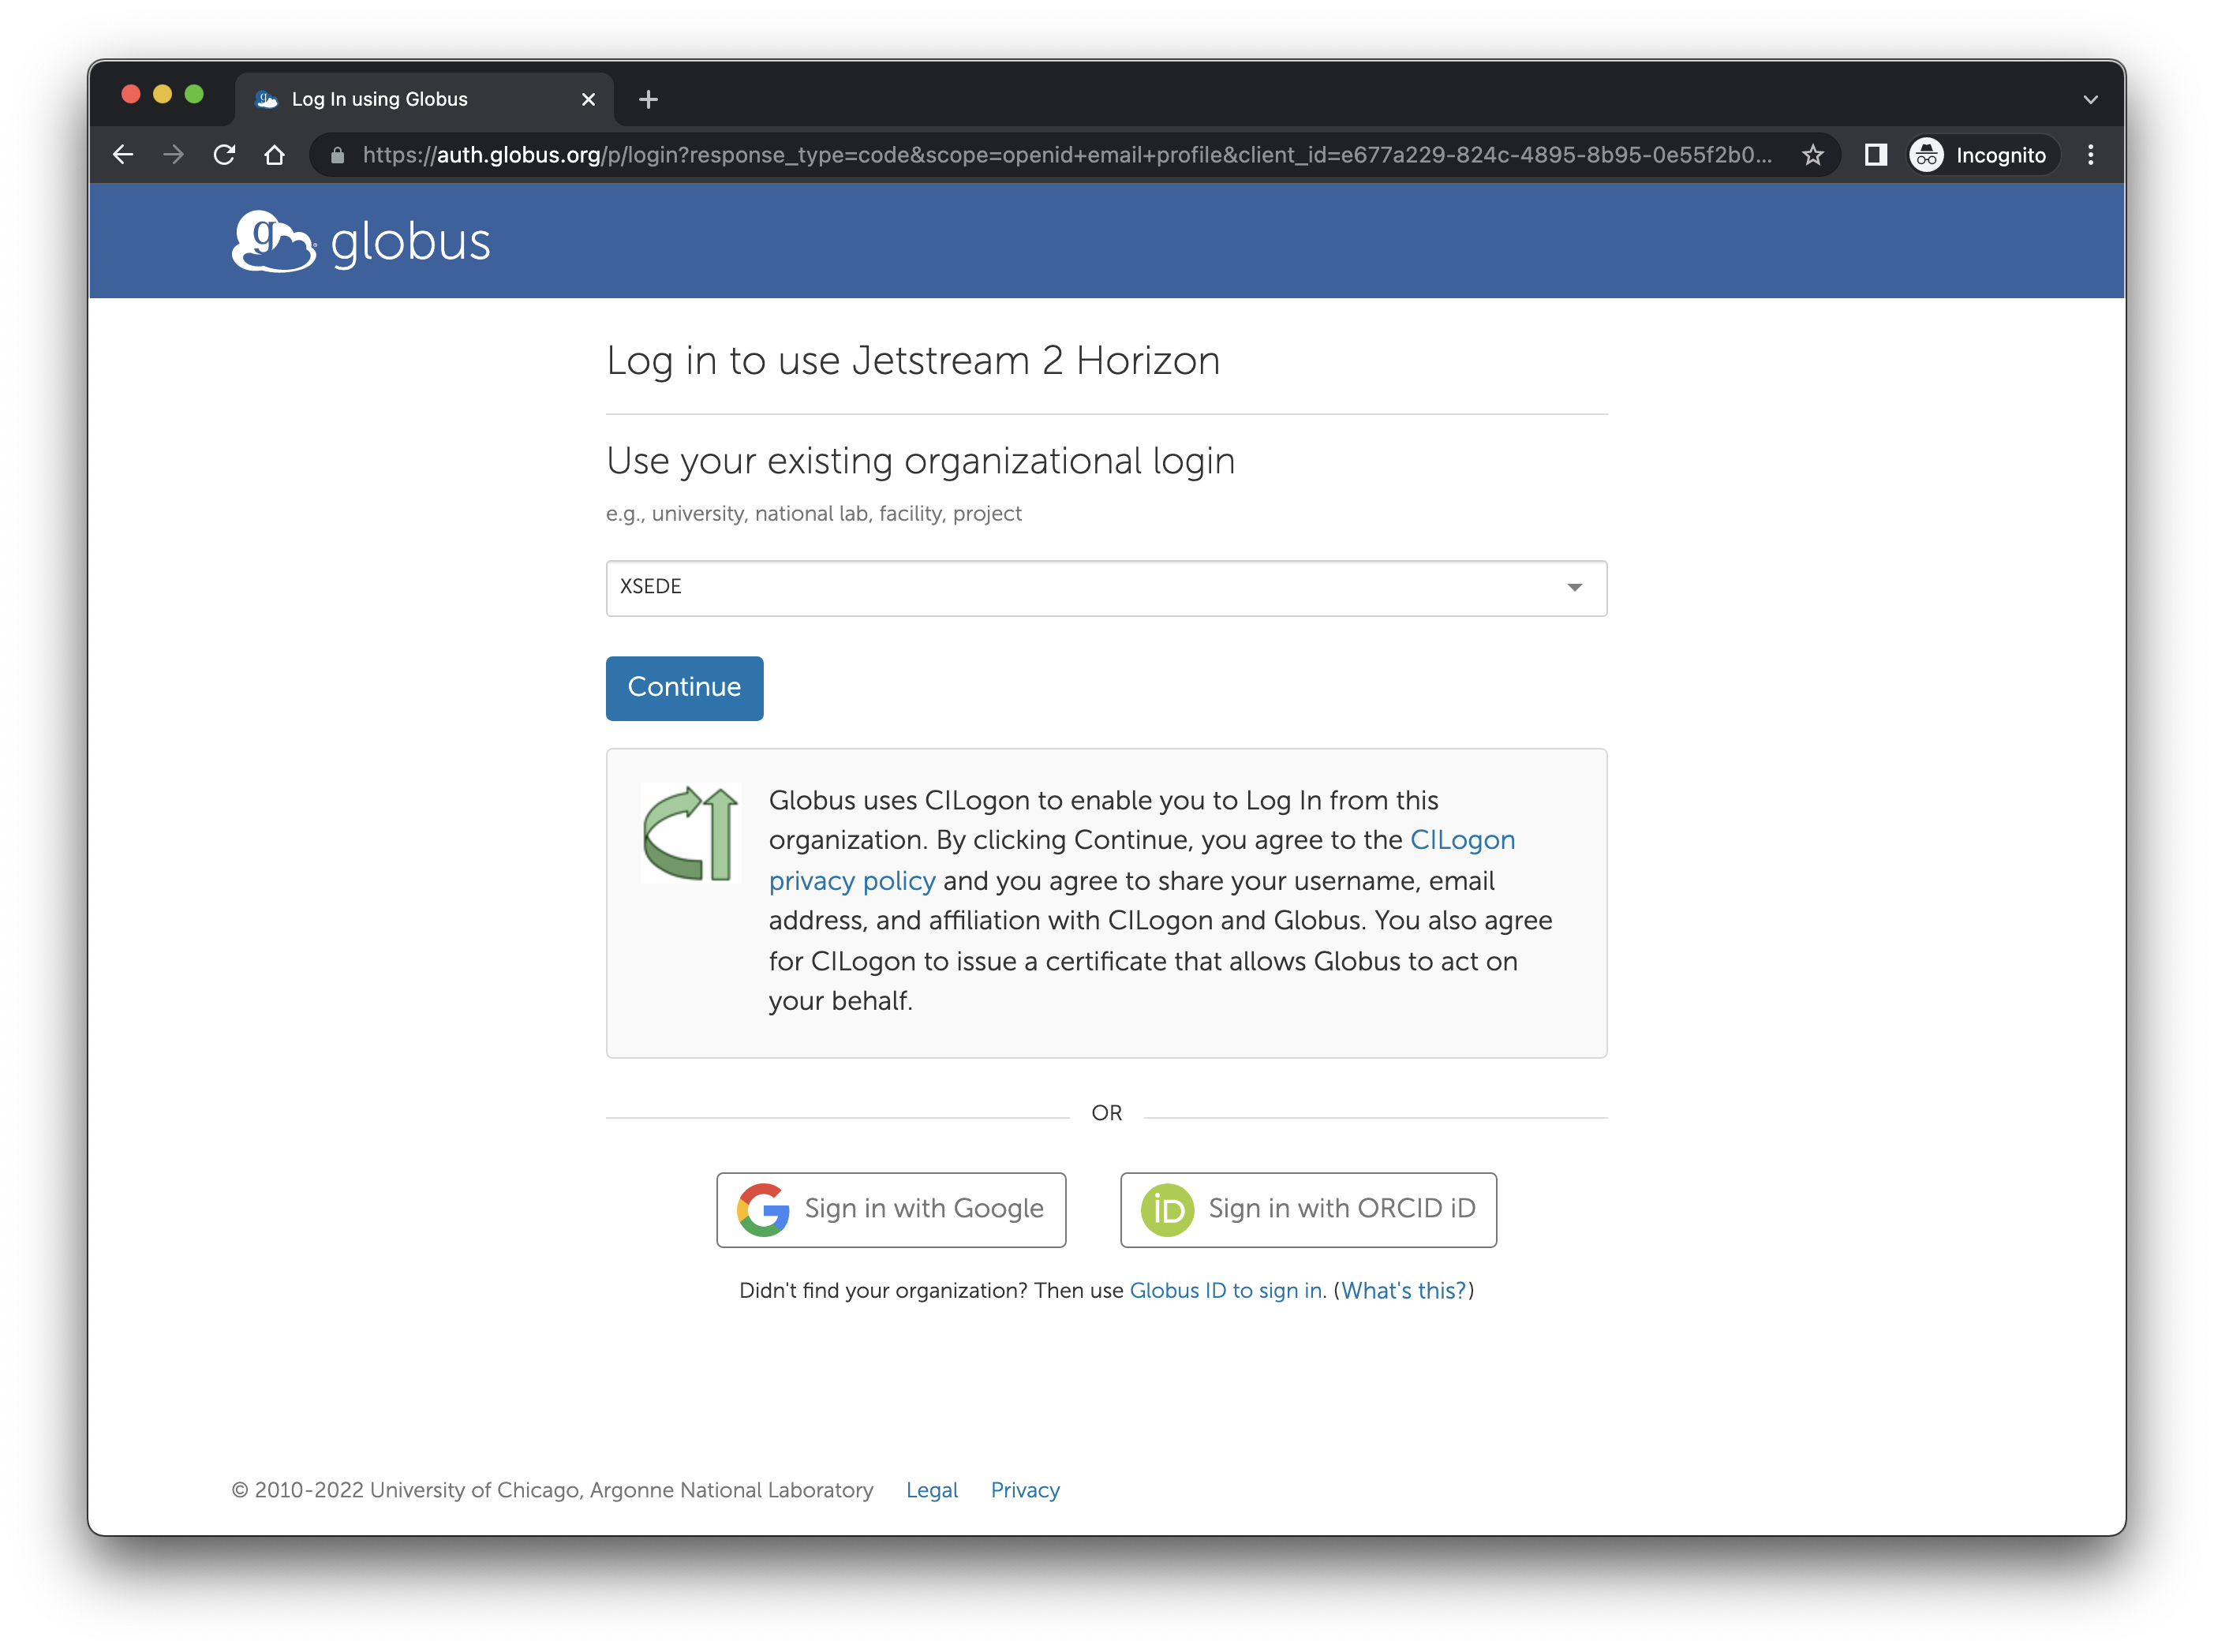 Log In using Globus
https://auth.globus.org/p/login?response_type=code&scope=openid+email+profile&client_id=e677a229-824c-4895-8b95-0e55f2b0...
Incognito
globus
Log in to use Jetstream 2 Horizon
Use your existing organizational login
e.g., university, national lab, facility, project
XSEDE
Continue
Globus uses CILogon to enable you to Log In from this
organization. By clicking Continue, you agree to the CILogon
privacy policy and you agree to share your username, email
address, and affiliation with CILogon and Globus. You also agree
for CILogon to issue a certificate that allows Globus to act on
your behalf.
OR
Sign in with Google
Sign in with ORCID iD
Didn't find your organization? Then use Globus ID to sign in. (What's this?)
© 2010-2022 University of Chicago, Argonne National Laboratory Legal Privacy